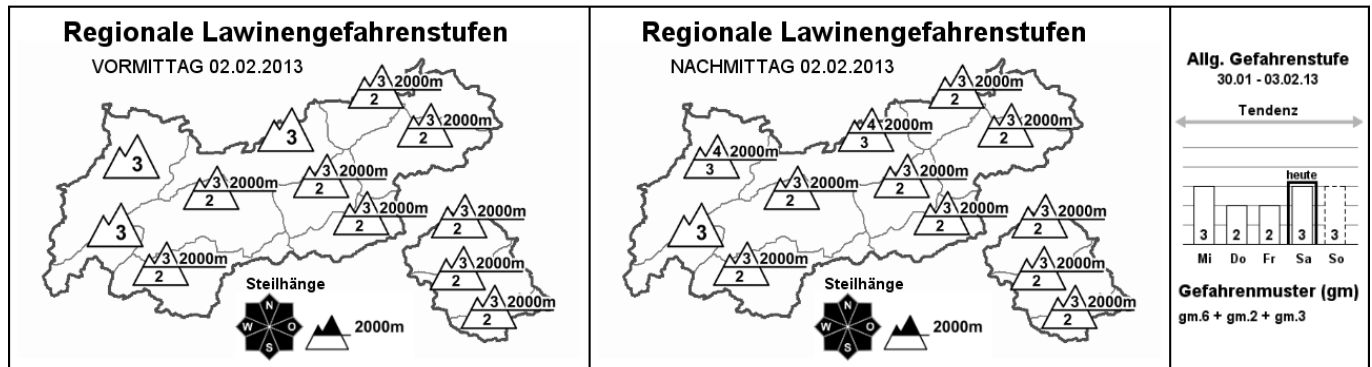 Regionale Lawinengefahrenstufen
VORMITTAG 02.02.2013
3 2000m
2
3 2000m
2
3
3
3 2000m
2
3 2000m
2
3 2000m
2
3 2000m
2
3
3 2000m
2
3 2000m
2
3 2000m
2
Steilhänge
N
W O
S
2000m
Regionale Lawinengefahrenstufen
NACHMITTAG 02.02.2013
3 2000m
2
3 2000m
2
4 2000m
3
4 2000m
3
3 2000m
2
3 2000m
2
3 2000m
2
3 2000m
2
3
3 2000m
2
3 2000m
2
3 2000m
2
Steilhänge
N
W O
S
2000m
Allg. Gefahrenstufe
30.01 - 03.02.13
Tendenz
heute
3 2 2 3 3
Mi Do Fr Sa So
Gefahrenmuster (gm)
gm.6 + gm.2 + gm.3